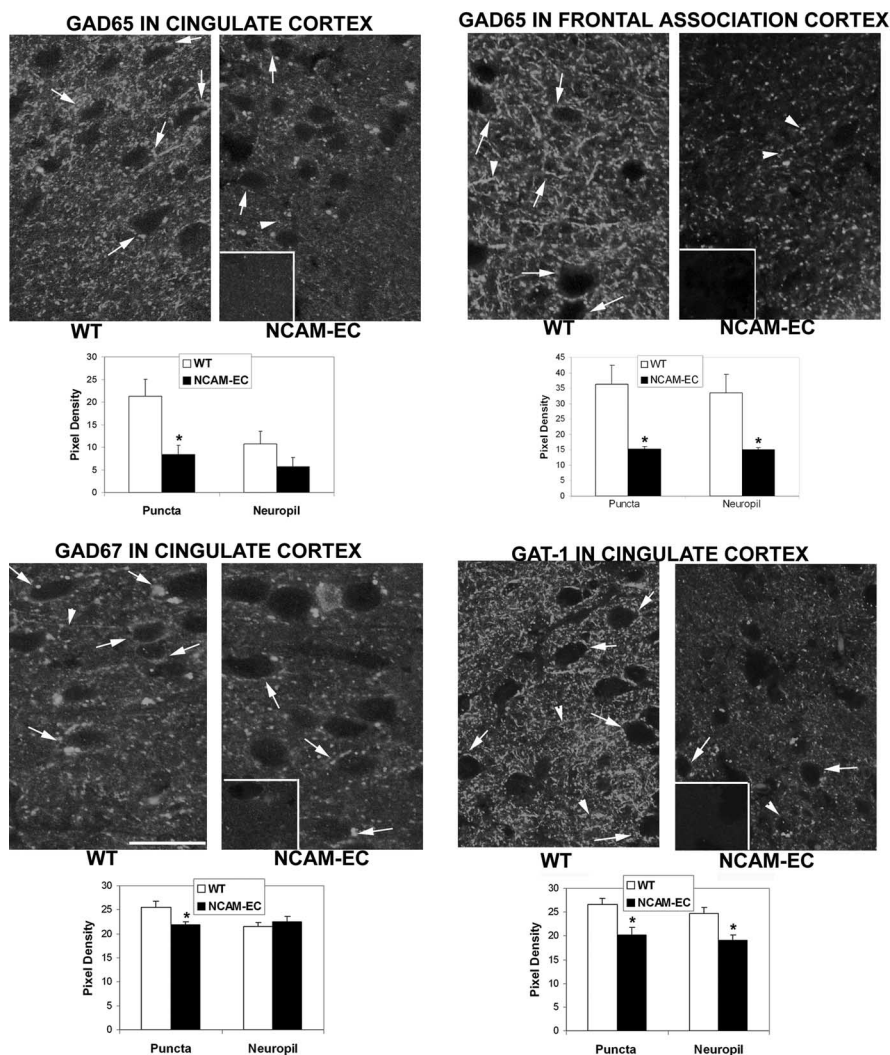 GAD65 IN CINGULATE CORTEX
WT
NCAM-EC
Pixel Density
30
25
20
15
10
5
0
WT
NCAM-EC
*
Puncta
Neuropil
GAD65 IN FRONTAL ASSOCIATION CORTEX
WT
NCAM-EC
Pixel Density
45
40
35
30
25
20
15
10
5
0
WT
NCAM-EC
*
*
Puncta
Neuropil
GAD67 IN CINGULATE CORTEX
WT
NCAM-EC
Pixel Density
30
25
20
15
10
5
0
WT
NCAM-EC
*
Puncta
Neuropil
GAT-1 IN CINGULATE CORTEX
WT
NCAM-EC
Pixel Density
30
25
20
15
10
5
0
WT
NCAM-EC
*
*
Puncta
Neuropil